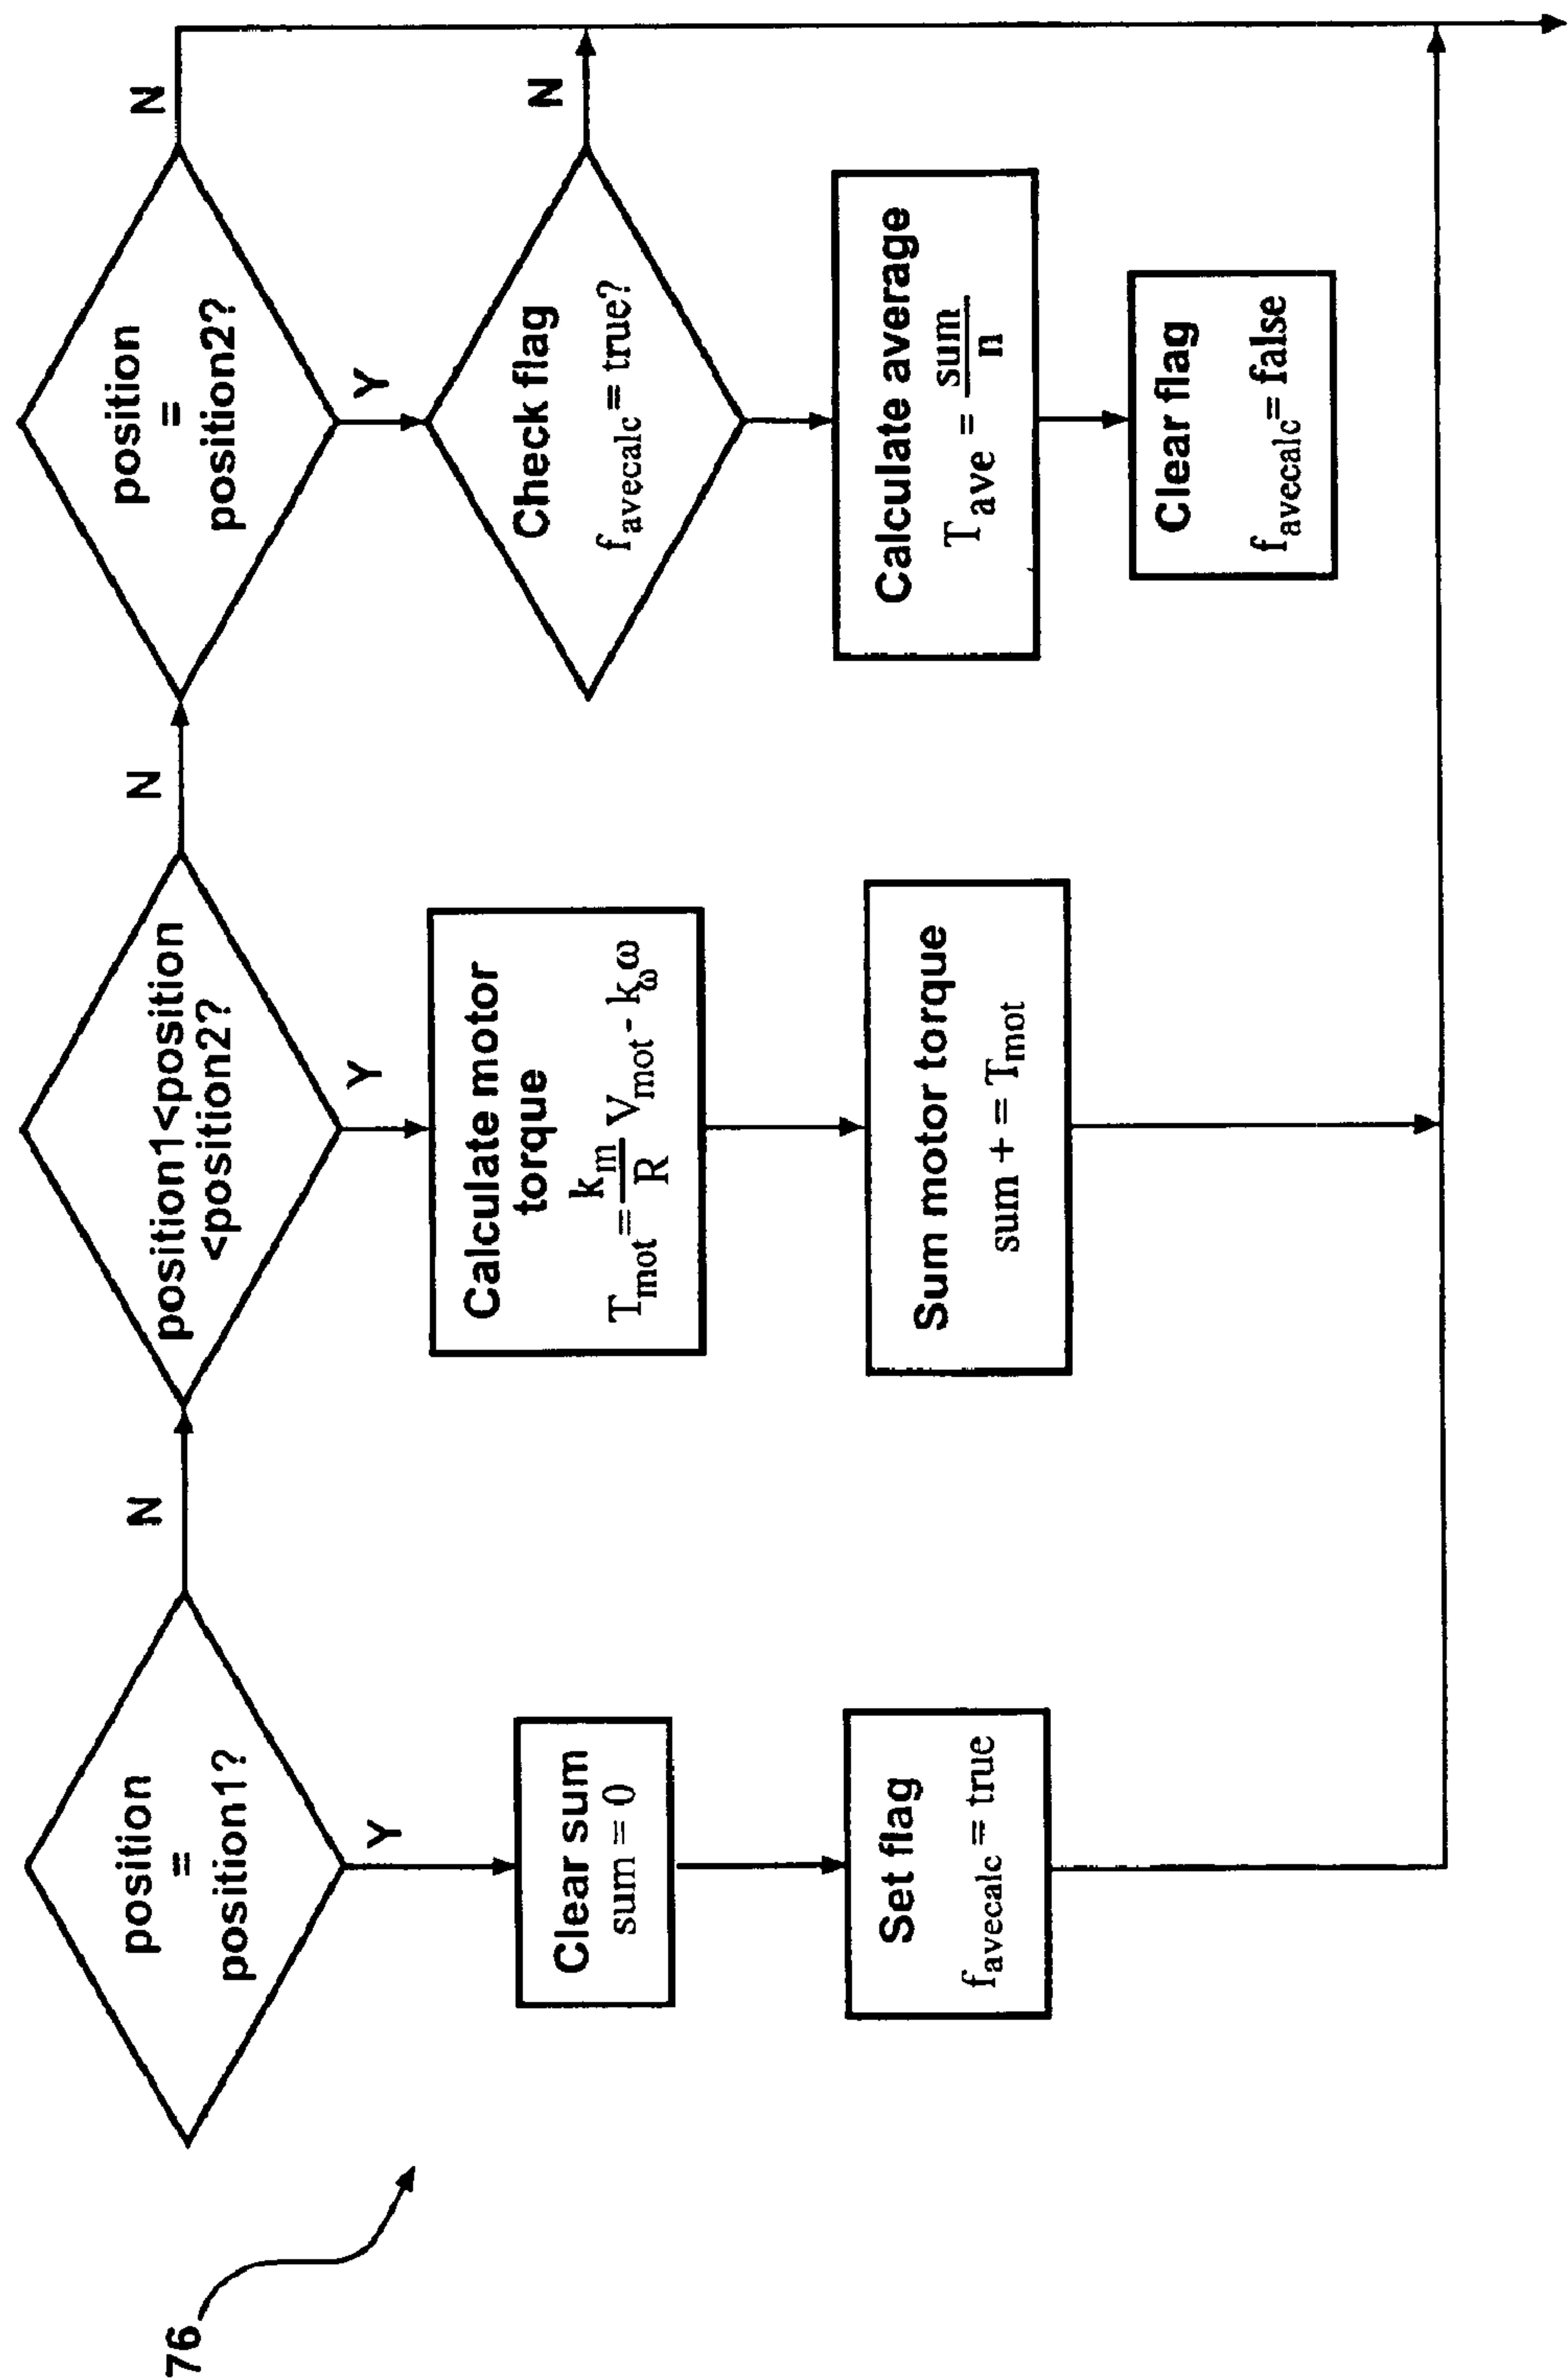 76
position
=
position1?
N
Y
Clear sum
sum = 0
Set flag
f_avecalc = true
position1<position
<position2?
N
Y
Calculate motor
torque
T_mot = k_m/R V_mot - k_ω ω
Sum motor torque
sum + = T_mot
position
=
position2?
N
Y
Check flag
f_avecalc = true?
N
Calculate average
T_ave = sum/n
Clear flag
f_avecalc = false